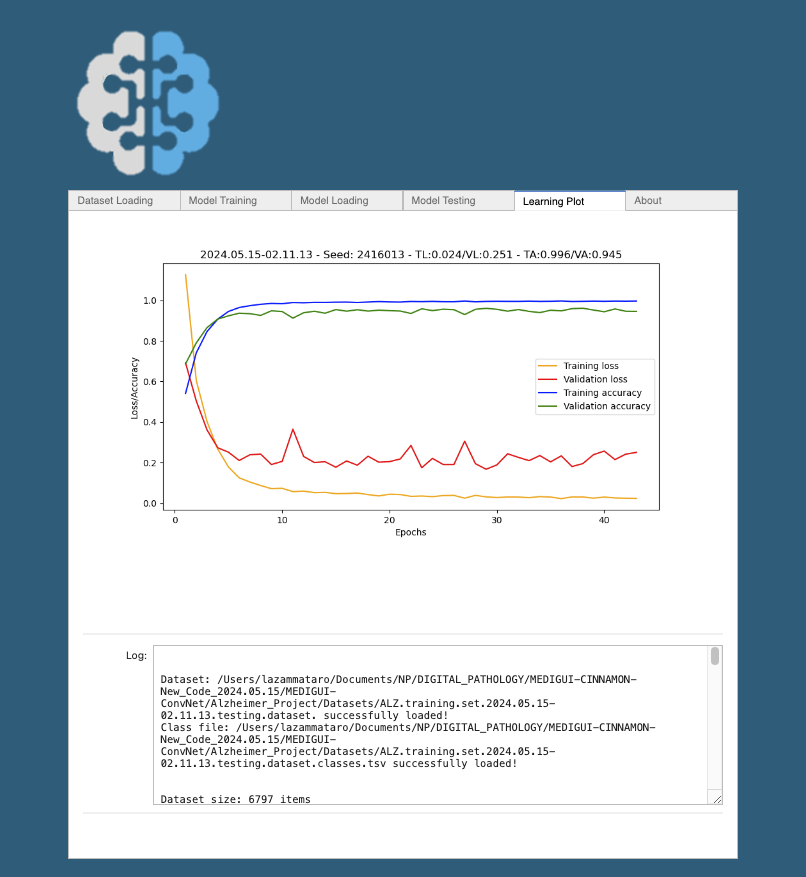 Dataset Loading Model Training Model Loading Model Testing Learning Plot About
2024.05.15-02.11.13 - Seed: 2416013 - TL:0.024/VL:0.251 - TA:0.996/VA:0.945
1.0
0.8
0.6
0.4
0.2
0.0
Loss/Accuracy
Training loss
Validation loss
Training accuracy
Validation accuracy
0 10 20 30 40
Epochs
Log:
Dataset: /Users/lazammataro/Documents/NP/DIGITAL_PATHOLOGY/MEDIGUI-CINNAMON-
New_Code_2024.05.15/MEDIGUI-
ConvNet/Alzheimer_Project/Datasets/ALZ.training.set.2024.05.15-
02.11.13.testing.dataset. successfully loaded!
Class file: /Users/lazammataro/Documents/NP/DIGITAL_PATHOLOGY/MEDIGUI-CINNAMON-
New_Code_2024.05.15/MEDIGUI-
ConvNet/Alzheimer_Project/Datasets/ALZ.training.set.2024.05.15-
02.11.13.testing.dataset.classes.tsv successfully loaded!
Dataset size: 6797 items